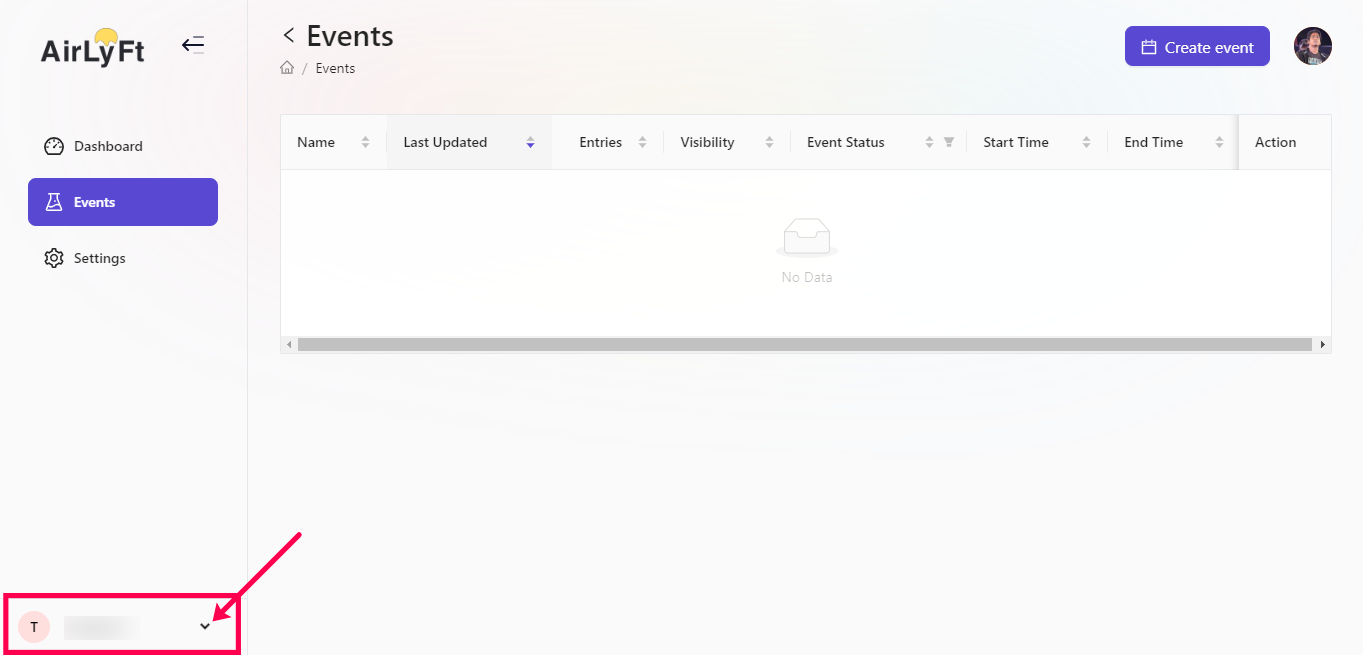 AirLyFt
Events
/ Events
Create event
Dashboard
Events
Settings
Name Last Updated Entries Visibility Event Status Start Time End Time Action
No Data
T